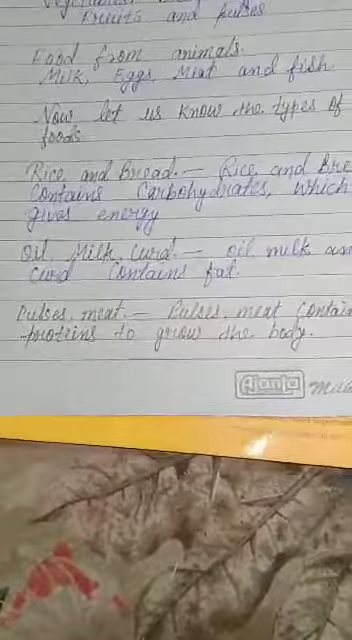 Fruits and pulses
Food from animals.
Milk, Eggs, Meat and fish
Now let us know the types of
foods
Rice and Bread. — Rice and Bre
contains Carbohydrates, which
gives energy
Oil, Milk, curd. — oil milk an
curd contains fat.
Pulses, meat. — Pulses, meat contain
proteins to grow the body.
Ajanta